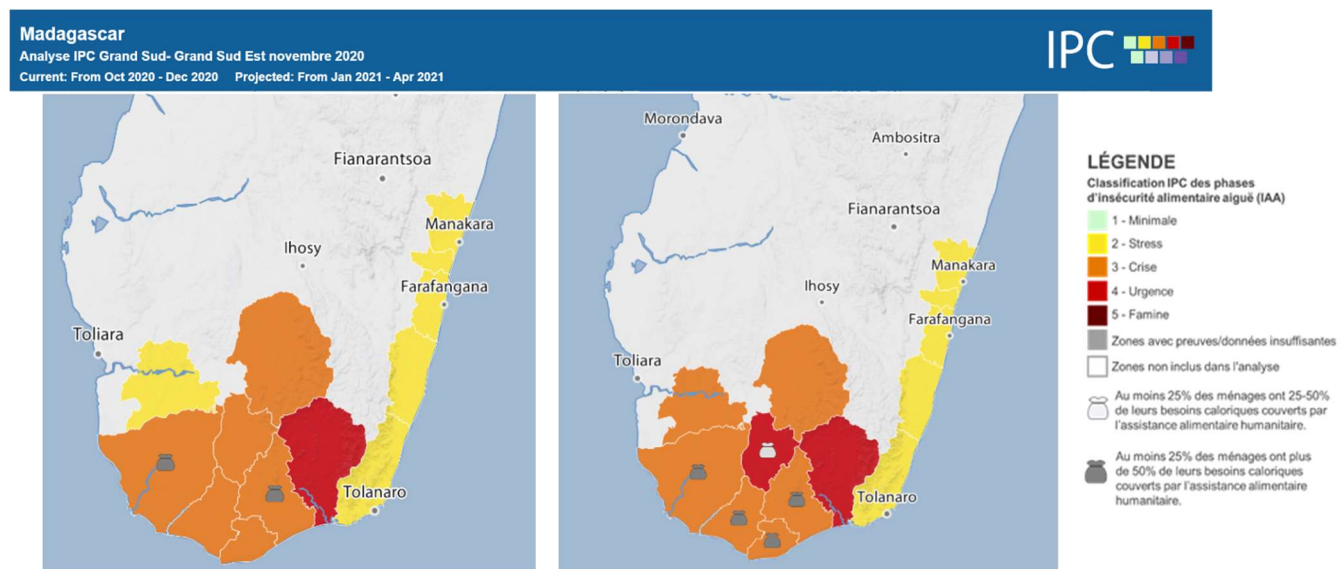 Madagascar
Analyse IPC Grand Sud- Grand Sud Est novembre 2020
Current: From Oct 2020 - Dec 2020 Projected: From Jan 2021 - Apr 2021
IPC
Fianarantsoa
Manakara
Ihosy
Farafangana
Toliara
Tolanaro
Morondava
Ambositra
Fianarantsoa
Manakara
Ihosy
Farafangana
Toliara
Tolanaro
LÉGENDE
Classification IPC des phases
d'insécurité alimentaire aiguë (IAA)
1 - Minimale
2 - Stress
3 - Crise
4 - Urgence
5 - Famine
Zones avec preuves/données insuffisantes
Zones non inclus dans l'analyse
Au moins 25% des ménages ont 25-50%
de leurs besoins caloriques couverts par
l'assistance alimentaire humanitaire.
Au moins 25% des ménages ont plus
de 50% de leurs besoins caloriques
couverts par l'assistance alimentaire
humanitaire.